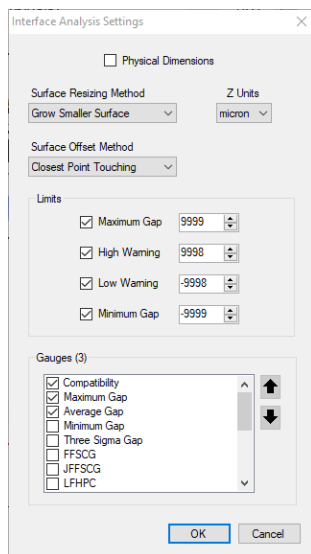 Interface Analysis Settings
Physical Dimensions
Surface Resizing Method
Z Units
Grow Smaller Surface
micron
Surface Offset Method
Closest Point Touching
Limits
Maximum Gap 9999
High Warning 9998
Low Warning -9998
Minimum Gap -9999
Gauges (3)
Compatibility
Maximum Gap
Average Gap
Minimum Gap
Three Sigma Gap
FFSCG
JFFSCG
LFHPC
OK
Cancel